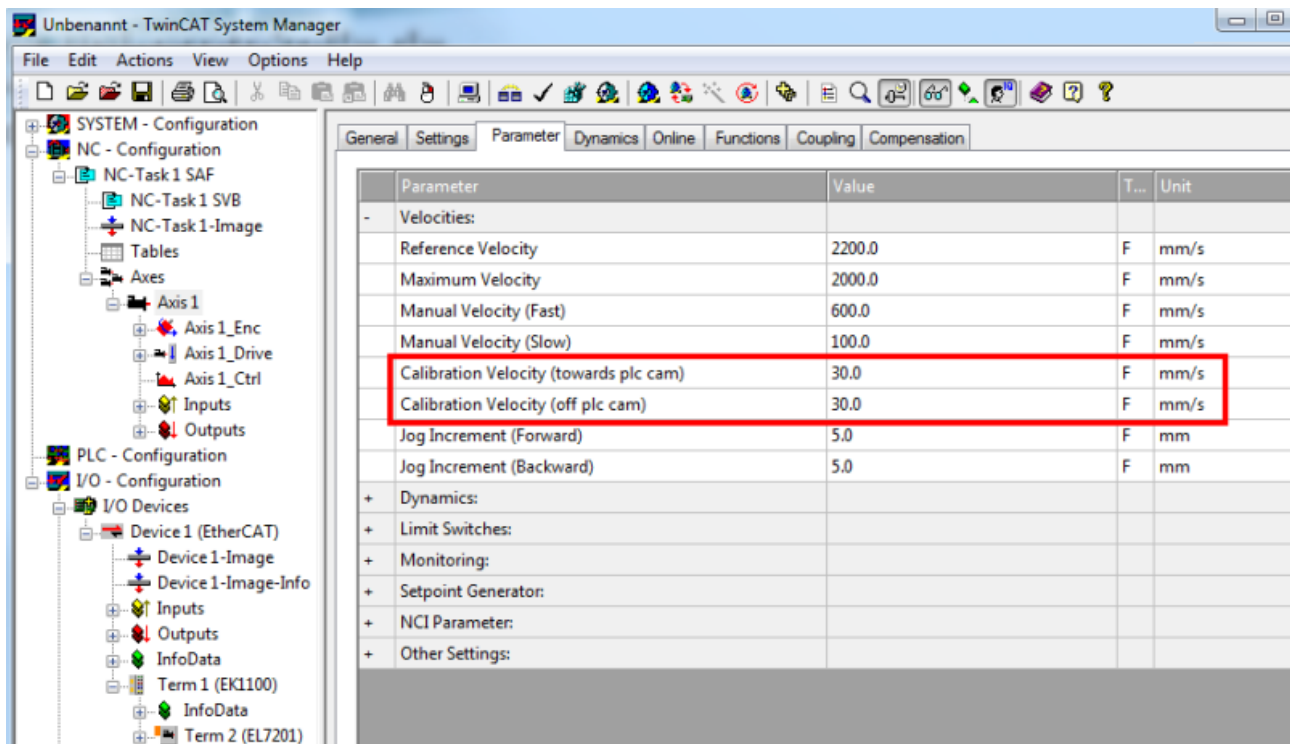 Unbenannt - TwinCAT System Manager
File Edit Actions View Options Help
SYSTEM - Configuration
NC - Configuration
NC-Task 1 SAF
NC-Task 1 SVB
NC-Task 1-Image
Tables
Axes
Axis 1
Axis 1_Enc
Axis 1_Drive
Axis 1_Ctrl
Inputs
Outputs
PLC - Configuration
I/O - Configuration
I/O Devices
Device 1 (EtherCAT)
Device 1-Image
Device 1-Image-Info
Inputs
Outputs
InfoData
Term 1 (EK1100)
InfoData
Term 2 (EL7201)
General Settings Parameter Dynamics Online Functions Coupling Compensation
Parameter Value T... Unit
- Velocities:
Reference Velocity 2200.0 F mm/s
Maximum Velocity 2000.0 F mm/s
Manual Velocity (Fast) 600.0 F mm/s
Manual Velocity (Slow) 100.0 F mm/s
Calibration Velocity (towards plc cam) 30.0 F mm/s
Calibration Velocity (off plc cam) 30.0 F mm/s
Jog Increment (Forward) 5.0 F mm
Jog Increment (Backward) 5.0 F mm
+ Dynamics:
+ Limit Switches:
+ Monitoring:
+ Setpoint Generator:
+ NCI Parameter:
+ Other Settings: